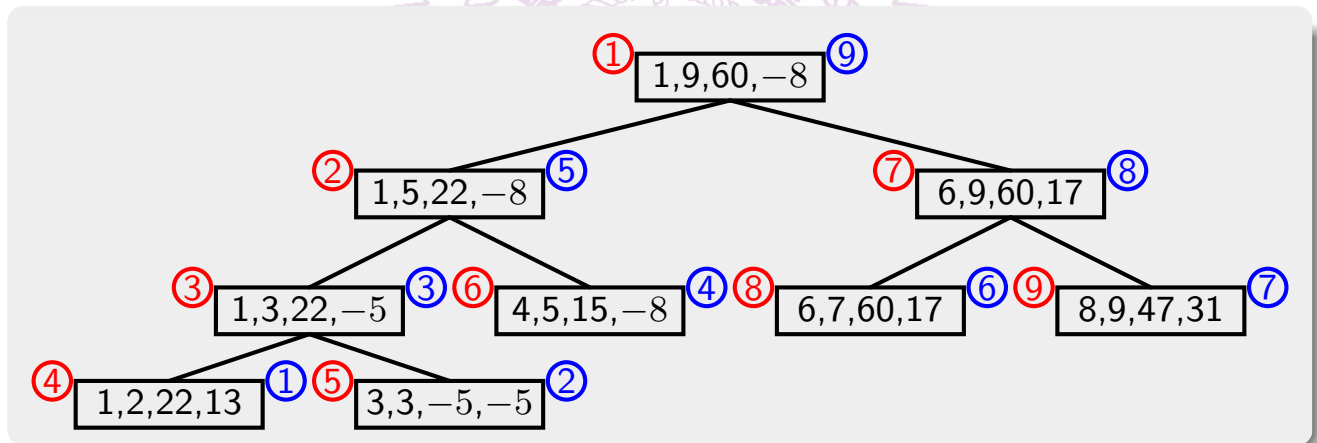 ① 1,9,60,−8 ⑨
② 1,5,22,−8 ⑤ ⑦ 6,9,60,17 ⑧
③ 1,3,22,−5 ③ ⑥ 4,5,15,−8 ④ ⑧ 6,7,60,17 ⑥ ⑨ 8,9,47,31 ⑦
④ 1,2,22,13 ① ⑤ 3,3,−5,−5 ②